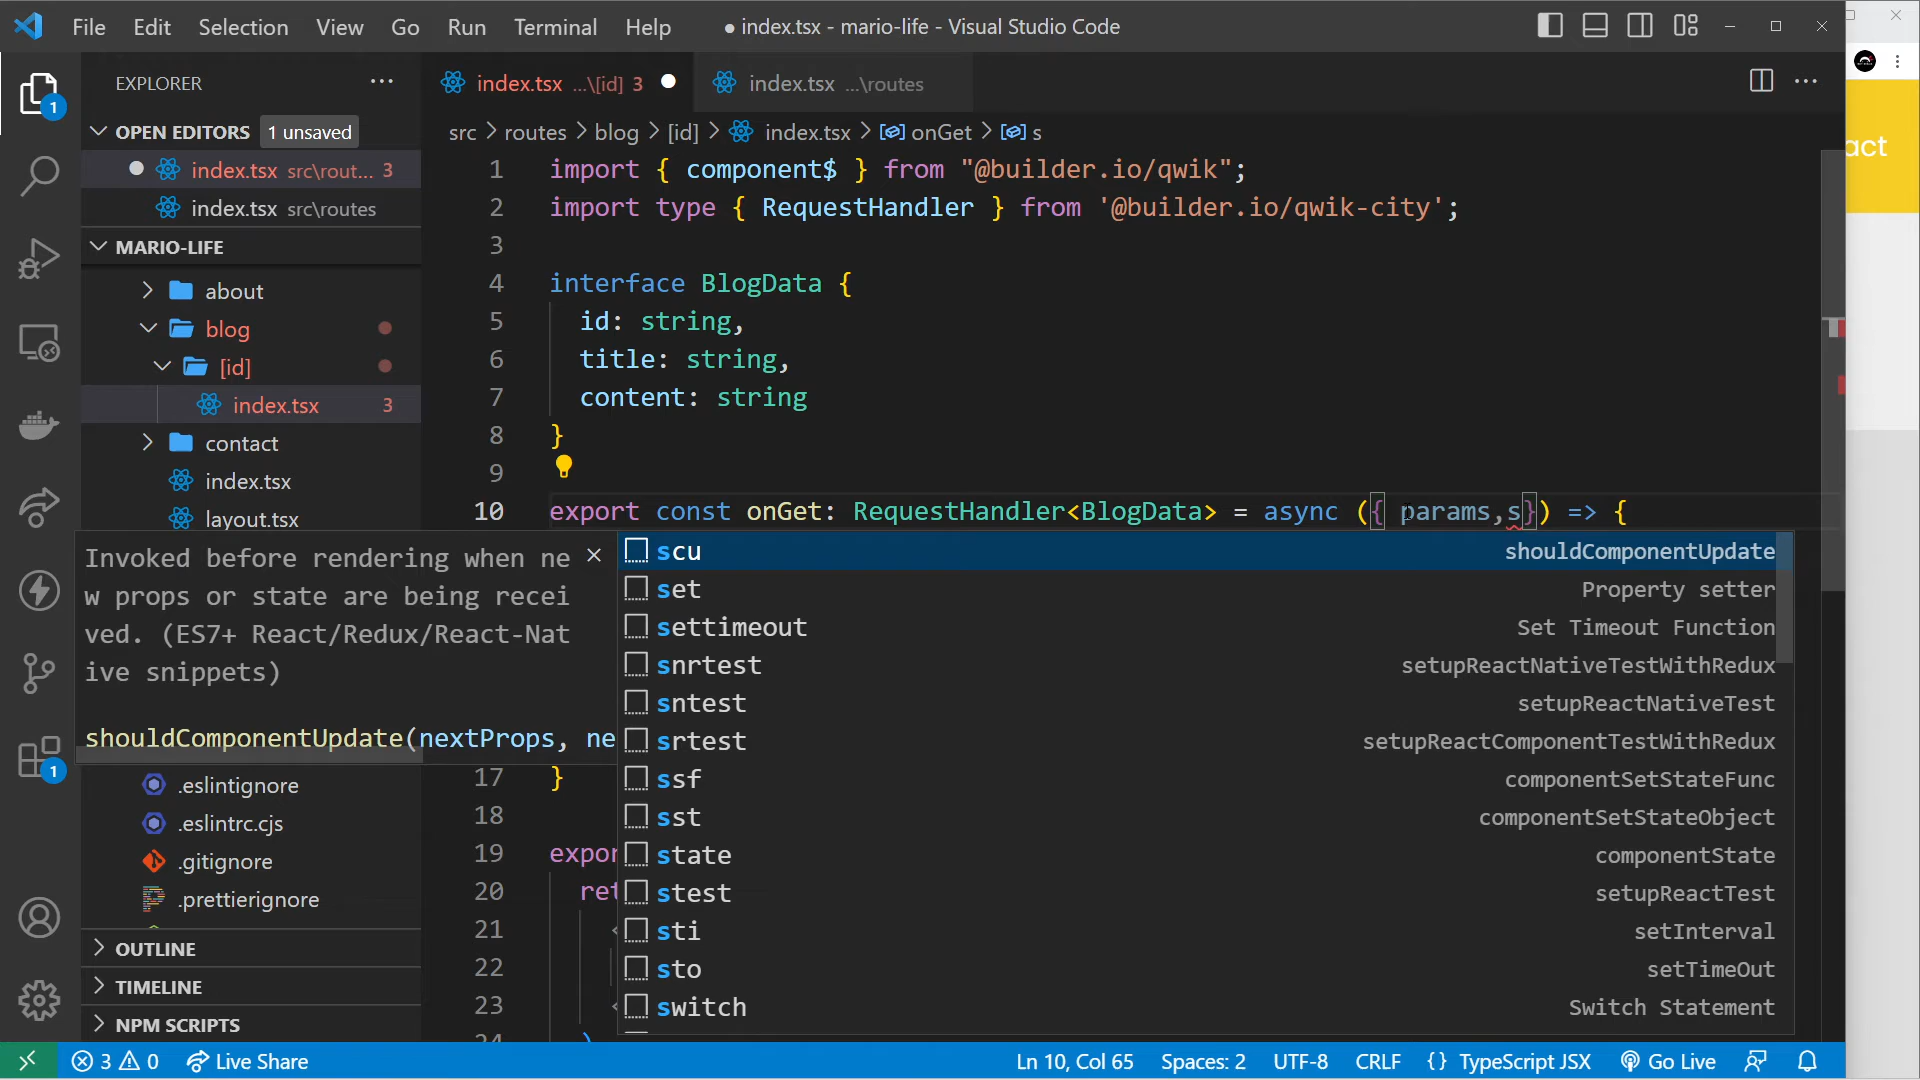 File Edit Selection View Go Run Terminal Help
● index.tsx - mario-life - Visual Studio Code
EXPLORER
OPEN EDITORS 1 unsaved
index.tsx src\rout... 3
index.tsx src\routes
MARIO-LIFE
about
blog
[id]
index.tsx 3
contact
index.tsx
layout.tsx
index.tsx ...\[id] 3
index.tsx ...\routes
src > routes > blog > [id] > index.tsx > onGet > s
1 import { component$ } from "@builder.io/qwik";
2 import type { RequestHandler } from '@builder.io/qwik-city';
3
4 interface BlogData {
5 id: string,
6 title: string,
7 content: string
8 }
9
10 export const onGet: RequestHandler<BlogData> = async ({ params,s}) => {
Invoked before rendering when ne
w props or state are being recei
ved. (ES7+ React/Redux/React-Nat
ive snippets)
shouldComponentUpdate(nextProps, ne
scu shouldComponentUpdate
set Property setter
settimeout Set Timeout Function
snrtest setupReactNativeTestWithRedux
sntest setupReactNativeTest
srtest setupReactComponentTestWithRedux
ssf componentSetStateFunc
sst componentSetStateObject
state componentState
stest setupReactTest
sti setInterval
sto setTimeOut
switch Switch Statement
17 }
18
19 expor
20 ret
21 <
22
23 <
24 )
.eslintignore
.eslintrc.cjs
.gitignore
.prettierignore
OUTLINE
TIMELINE
NPM SCRIPTS
1
1
act
3 0 Live Share
Ln 10, Col 65 Spaces: 2 UTF-8 CRLF {} TypeScript JSX Go Live